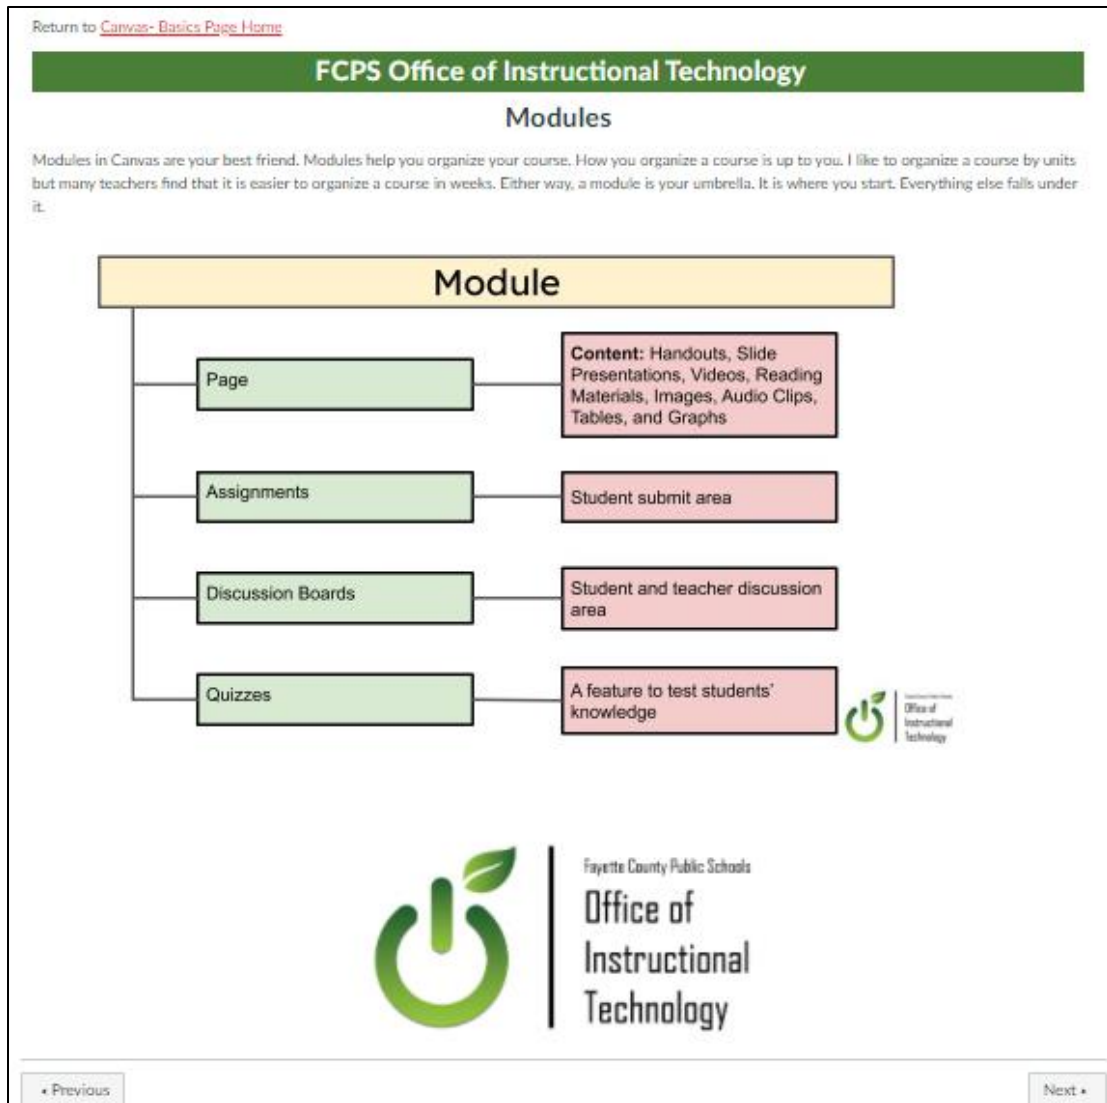 Return to Canvas- Basics Page Home
FCPS Office of Instructional Technology
Modules
Modules in Canvas are your best friend. Modules help you organize your course. How you organize a course is up to you. I like to organize a course by units
but many teachers find that it is easier to organize a course in weeks. Either way, a module is your umbrella. It is where you start. Everything else falls under
it.
Module
Page
Content: Handouts, Slide
Presentations, Videos, Reading
Materials, Images, Audio Clips,
Tables, and Graphs
Assignments
Student submit area
Discussion Boards
Student and teacher discussion
area
Quizzes
A feature to test students'
knowledge
Office of
Instructional
Technology
Fayette County Public Schools
Office of
Instructional
Technology
◂ Previous
Next ▸